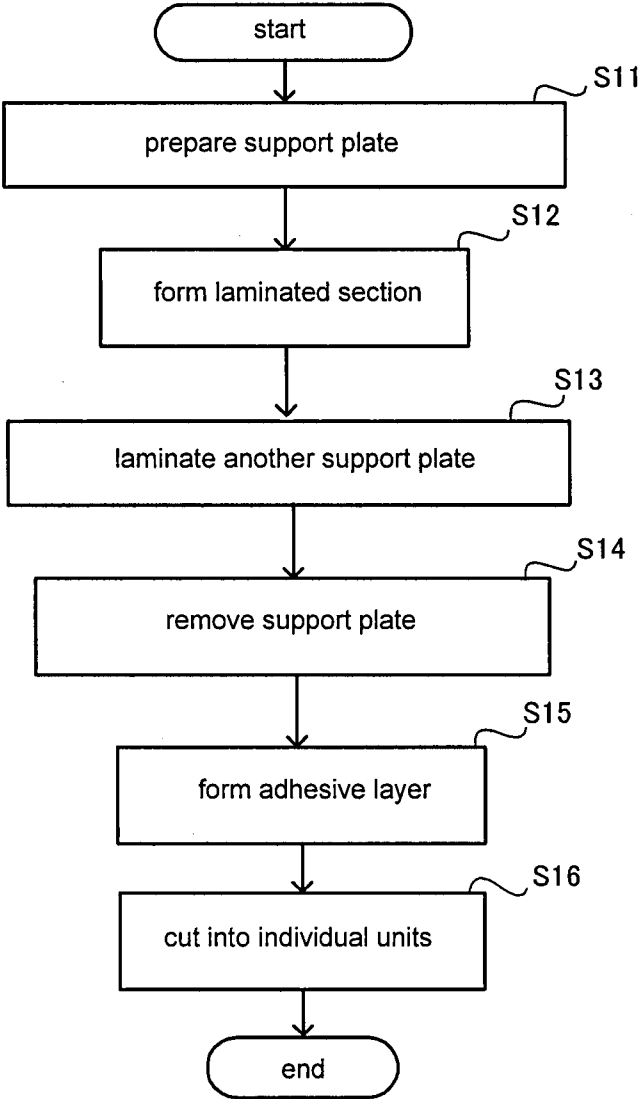 start
S11
prepare support plate
S12
form laminated section
S13
laminate another support plate
S14
remove support plate
S15
form adhesive layer
S16
cut into individual units
end